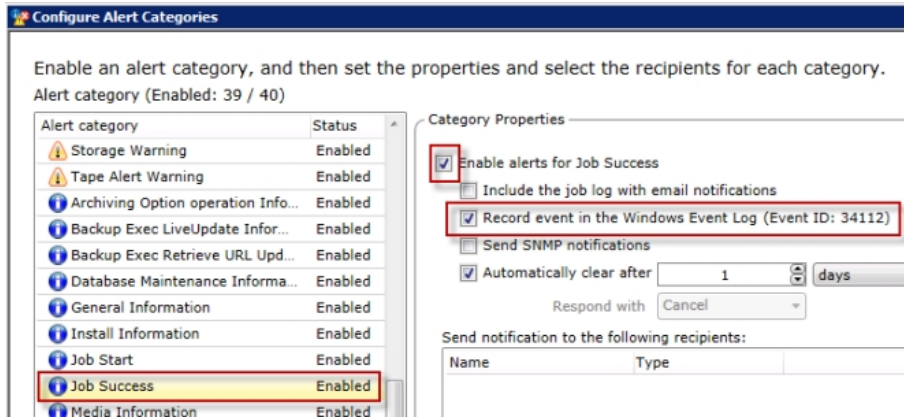 Configure Alert Categories
Enable an alert category, and then set the properties and select the recipients for each category.
Alert category (Enabled: 39 / 40)
Alert category Status
Storage Warning Enabled
Tape Alert Warning Enabled
Archiving Option operation Info... Enabled
Backup Exec LiveUpdate Infor... Enabled
Backup Exec Retrieve URL Upd... Enabled
Database Maintenance Informa... Enabled
General Information Enabled
Install Information Enabled
Job Start Enabled
Job Success Enabled
Media Information Enabled
Category Properties
Enable alerts for Job Success
Include the job log with email notifications
Record event in the Windows Event Log (Event ID: 34112)
Send SNMP notifications
Automatically clear after 1 days
Respond with Cancel
Send notification to the following recipients:
Name Type